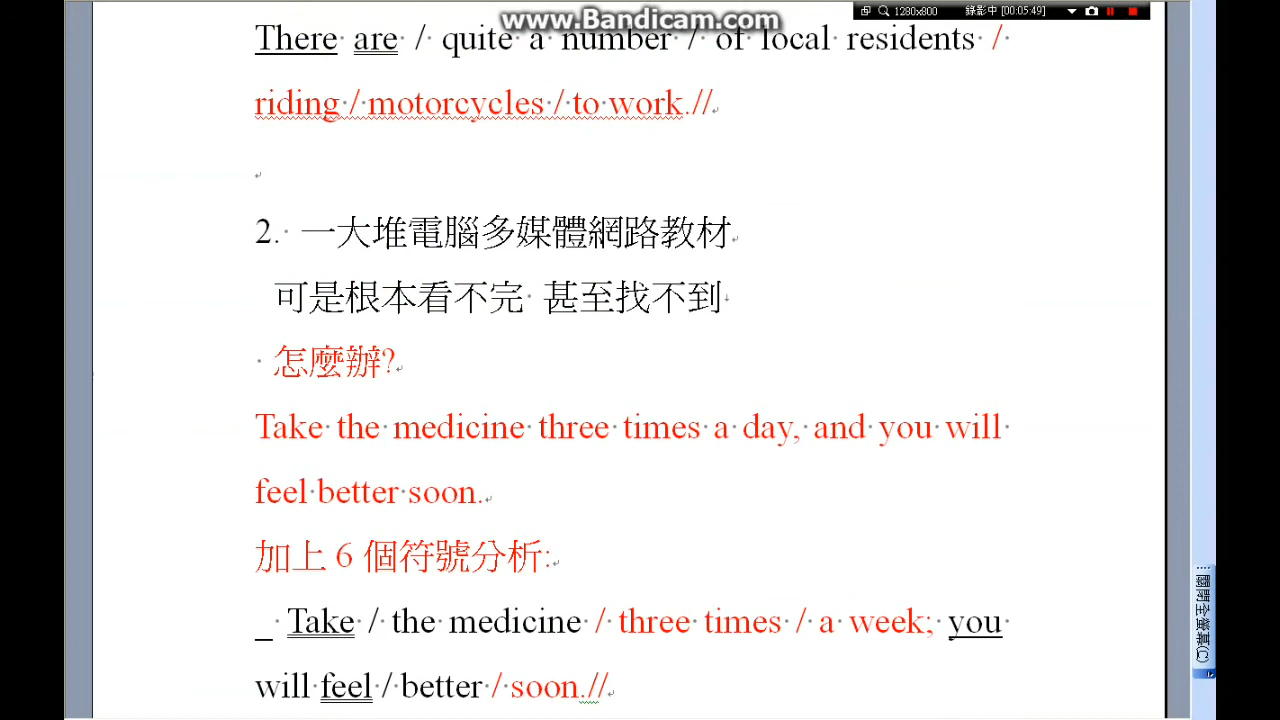 www.Bandicam.com
1280x800 錄影中 [00:05:49]
There are / quite a number / of local residents /
riding / motorcycles / to work.//
2. 一大堆電腦多媒體網路教材
可是根本看不完 甚至找不到
怎麼辦?
Take the medicine three times a day, and you will
feel better soon.
加上 6 個符號分析:
_ Take / the medicine / three times / a week; you
will feel / better / soon.//
關閉全螢幕(C)